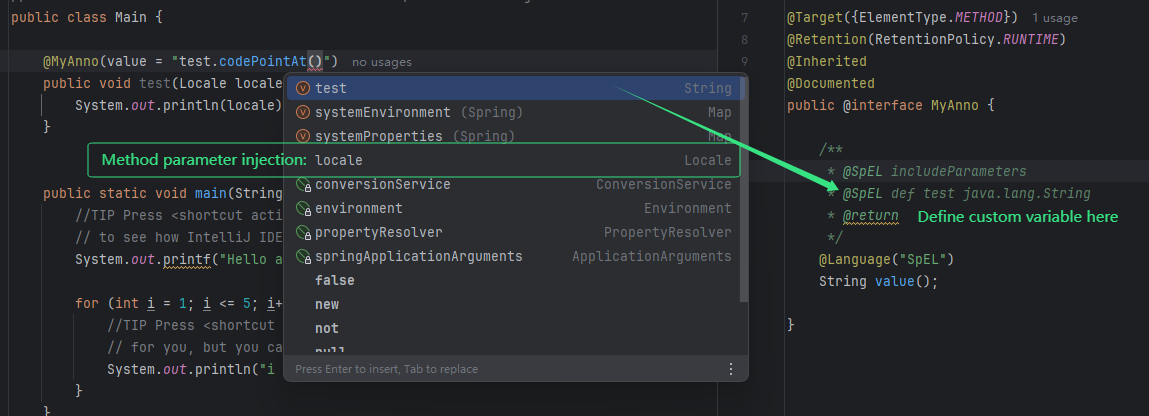 public class Main {
@MyAnno(value = "test.codePointAt()") no usages
public void test(Locale locale
System.out.println(locale)
}
public static void main(String
//TIP Press <shortcut acti
// to see how IntelliJ IDE
System.out.printf("Hello a
for (int i = 1; i <= 5; i+
//TIP Press <shortcut
// for you, but you ca
System.out.println("i
}
}
test String
systemEnvironment (Spring) Map
systemProperties (Spring) Map
Method parameter injection: locale Locale
conversionService ConversionService
environment Environment
propertyResolver PropertyResolver
springApplicationArguments ApplicationArguments
false
new
not
null
Press Enter to insert, Tab to replace
7 @Target({ElementType.METHOD}) 1 usage
8 @Retention(RetentionPolicy.RUNTIME)
9 @Inherited
@Documented
public @interface MyAnno {
/**
* @SpEL includeParameters
* @SpEL def test java.lang.String
* @return Define custom variable here
*/
@Language("SpEL")
String value();
}